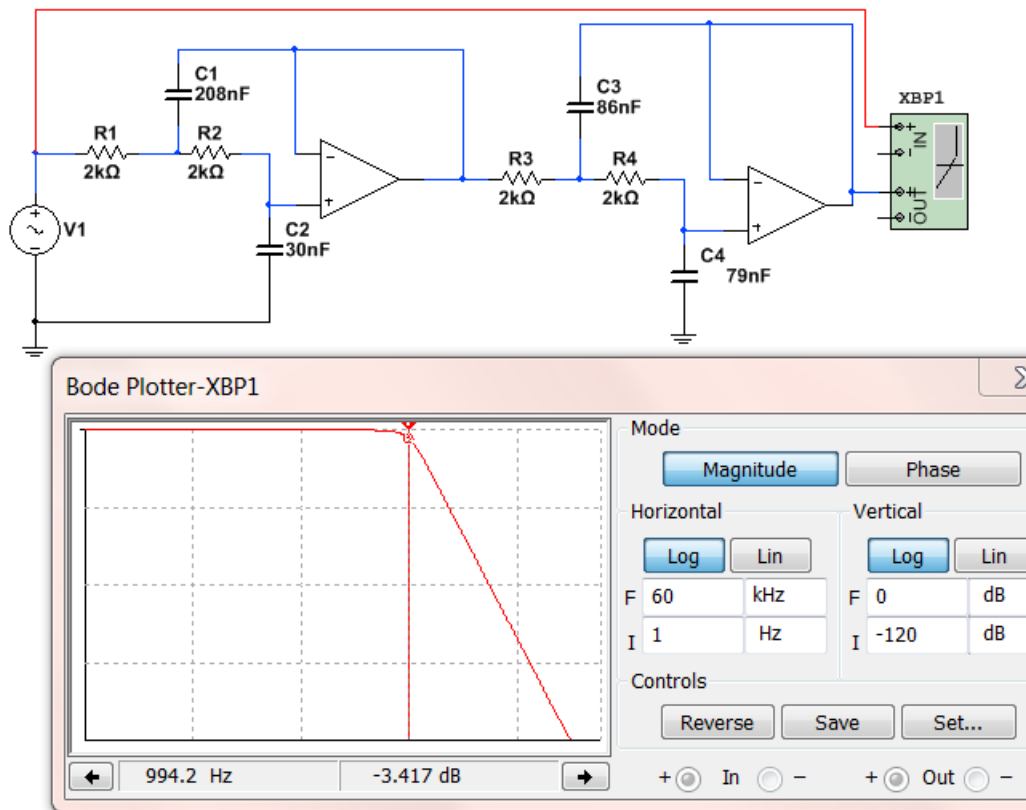 C1
208nF
C3
86nF
XBP1
R1
2kΩ
R2
2kΩ
R3
2kΩ
R4
2kΩ
IN
OUT
V1
C2
30nF
C4
79nF
Bode Plotter-XBP1
Mode
Magnitude
Phase
Horizontal
Vertical
Log
Lin
Log
Lin
F 60 kHz
F 0 dB
I 1 Hz
I -120 dB
Controls
Reverse
Save
Set...
994.2 Hz
-3.417 dB
+ In −
+ Out −